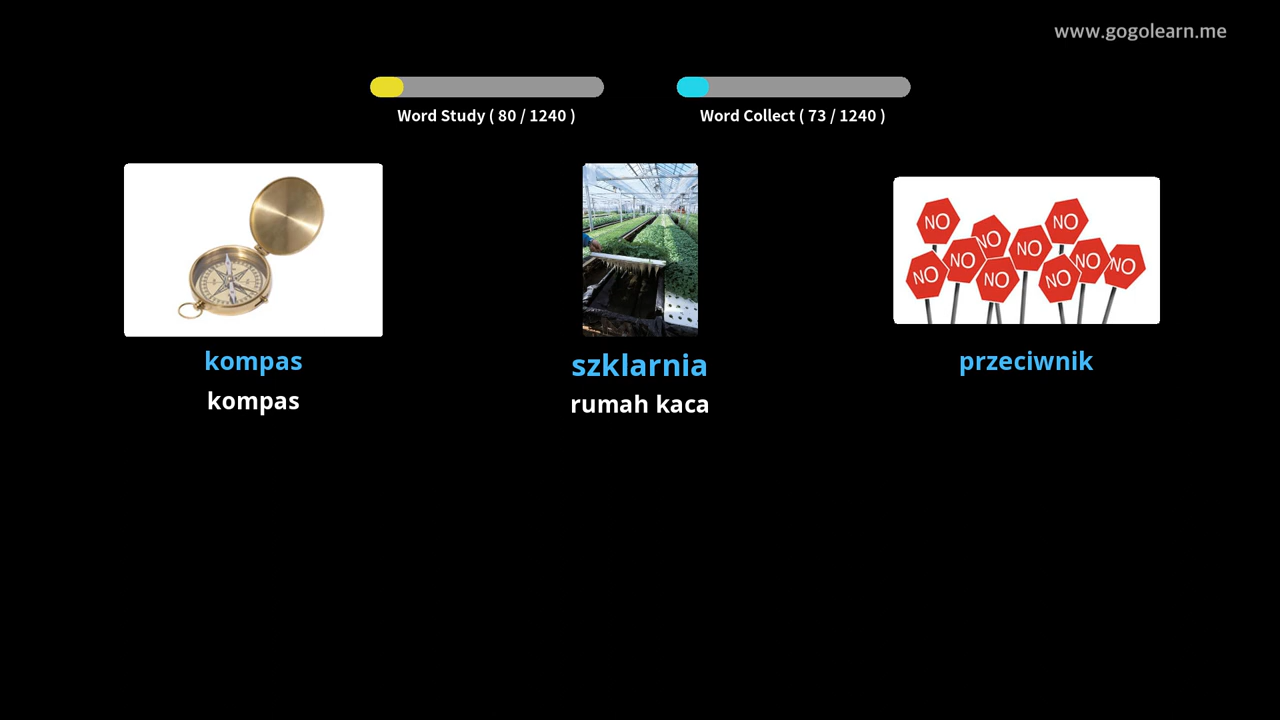 www.gogolearn.me
Word Study ( 80 / 1240 )
Word Collect ( 73 / 1240 )
NO
NO
NO
NO
NO
NO
NO
NO
NO
NO
kompas
szklarnia
przeciwnik
kompas
rumah kaca